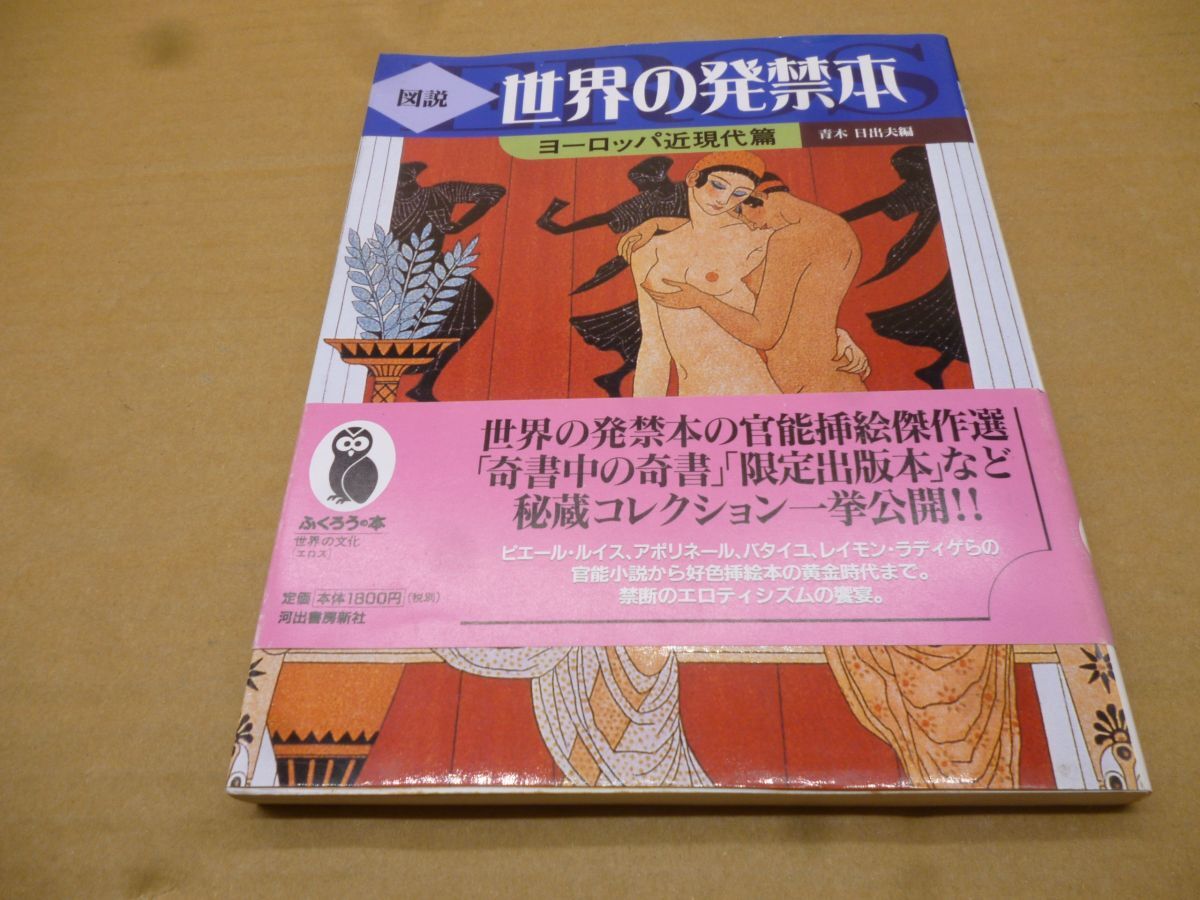 EROS
図説
世界の発禁本
ヨーロッパ近現代篇
青木 日出夫編
世界の発禁本の官能挿絵傑作選
「奇書中の奇書」「限定出版本」など
秘蔵コレクション一挙公開!!
ピエール・ルイス、アポリネール、バタイユ、レイモン・ラディゲらの
官能小説から好色挿絵本の黄金時代まで。
禁断のエロティシズムの饗宴。
ふくろうの本
世界の文化
[エロス]
定価 本体1800円(税別)
河出書房新社